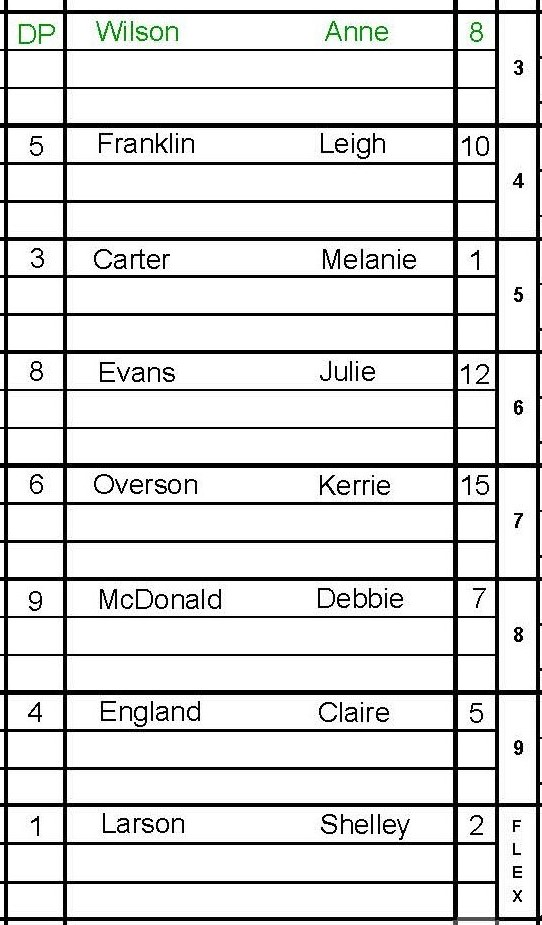 DP Wilson Anne 8 3
5 Franklin Leigh 10 4
3 Carter Melanie 1 5
8 Evans Julie 12 6
6 Overson Kerrie 15 7
9 McDonald Debbie 7 8
4 England Claire 5 9
1 Larson Shelley 2 FLEX